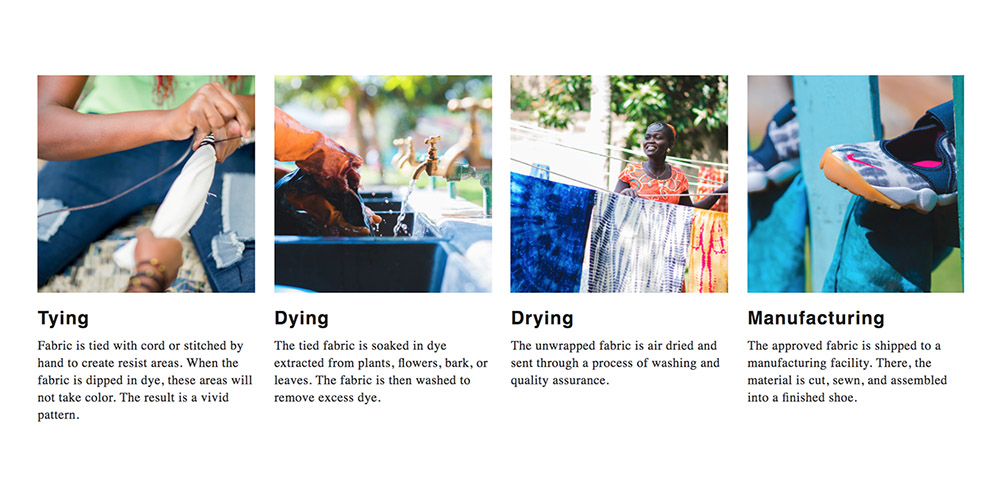 Tying
Fabric is tied with cord or stitched by
hand to create resist areas. When the
fabric is dipped in dye, these areas will
not take color. The result is a vivid
pattern.
Dying
The tied fabric is soaked in dye
extracted from plants, flowers, bark, or
leaves. The fabric is then washed to
remove excess dye.
Drying
The unwrapped fabric is air dried and
sent through a process of washing and
quality assurance.
Manufacturing
The approved fabric is shipped to a
manufacturing facility. There, the
material is cut, sewn, and assembled
into a finished shoe.